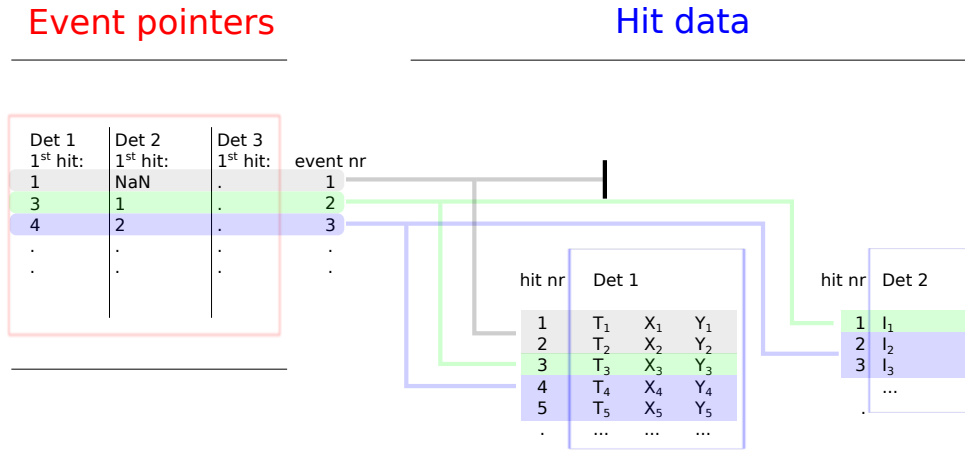 Event pointers
Hit data
Det 1 Det 2 Det 3
1st hit: 1st hit: 1st hit: event nr
1 NaN . 1
3 1 . 2
4 2 . 3
. . . .
. . . .
hit nr Det 1
1 T1 X1 Y1
2 T2 X2 Y2
3 T3 X3 Y3
4 T4 X4 Y4
5 T5 X5 Y5
. ... ... ...
hit nr Det 2
1 I1
2 I2
3 I3
...
.